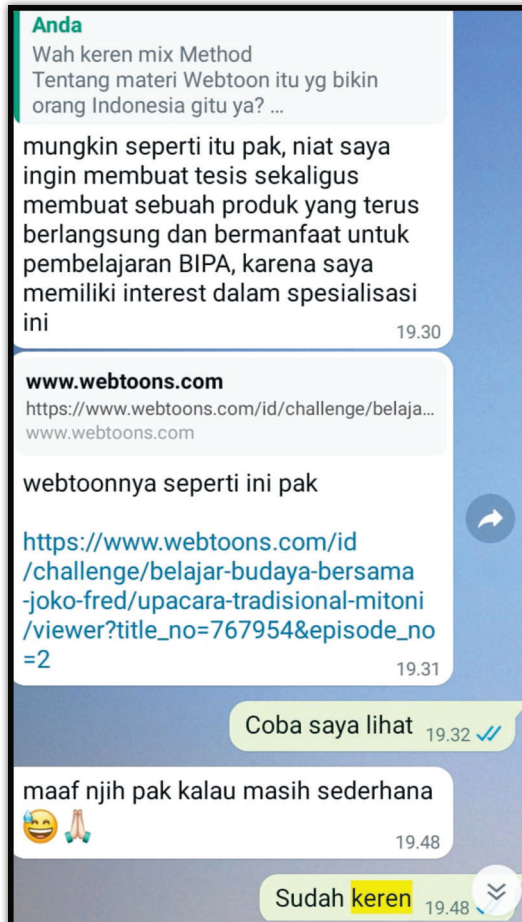 Anda
Wah keren mix Method
Tentang materi Webtoon itu yg bikin
orang Indonesia gitu ya? ...
mungkin seperti itu pak, niat saya
ingin membuat tesis sekaligus
membuat sebuah produk yang terus
berlangsung dan bermanfaat untuk
pembelajaran BIPA, karena saya
memiliki interest dalam spesialisasi
ini
19.30
www.webtoons.com
https://www.webtoons.com/id/challenge/belaja...
www.webtoons.com
webtoonnya seperti ini pak
https://www.webtoons.com/id
/challenge/belajar-budaya-bersama
-joko-fred/upacara-tradisional-mitoni
/viewer?title_no=767954&episode_no
=2
19.31
Coba saya lihat 19.32
maaf njih pak kalau masih sederhana
😅🙏🏻
19.48
Sudah keren 19.48